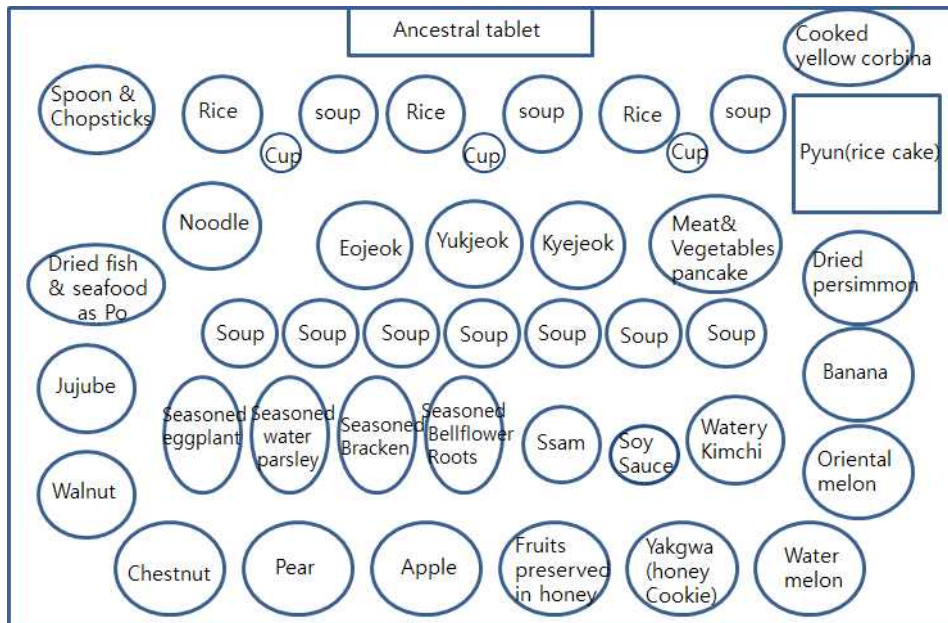 Ancestral tablet
Cooked
yellow corbina
Spoon &
Chopsticks
Rice
soup
Rice
soup
Rice
soup
Cup
Cup
Cup
Pyun(rice cake)
Noodle
Eojeok
Yukjeok
Kyejeok
Meat&
Vegetables
pancake
Dried fish
& seafood
as Po
Dried
persimmon
Soup
Soup
Soup
Soup
Soup
Soup
Soup
Jujube
Banana
Seasoned
eggplant
Seasoned
water
parsley
Seasoned
Bracken
Seasoned
Bellflower
Roots
Ssam
Soy
Sauce
Watery
Kimchi
Oriental
melon
Walnut
Chestnut
Pear
Apple
Fruits
preserved
in honey
Yakgwa
(honey
Cookie)
Water
melon